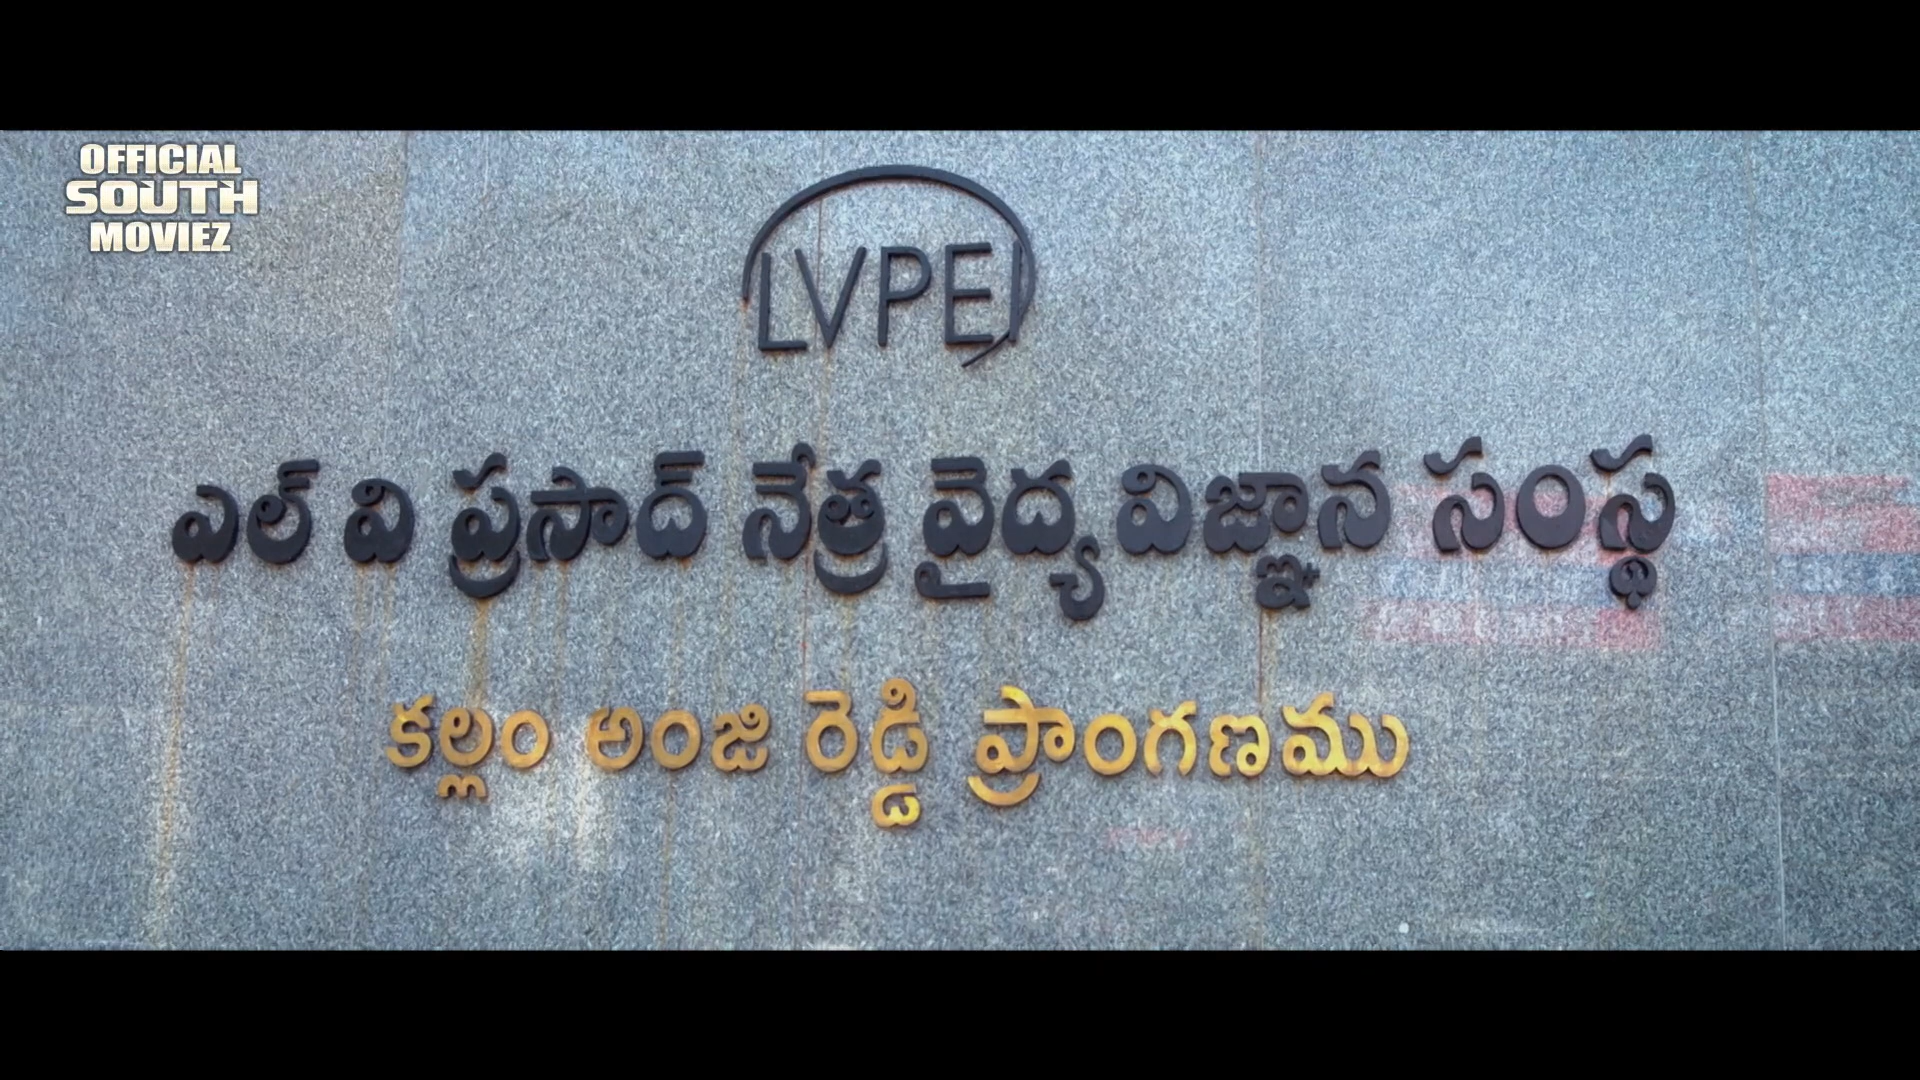 OFFICIAL
SOUTH
MOVIEZ
LVPEI
ఎల్ వి ప్రసాద్ నేత్ర వైద్య విజ్ఞాన సంస్థ
కల్లం అంజి రెడ్డి ప్రాంగణము